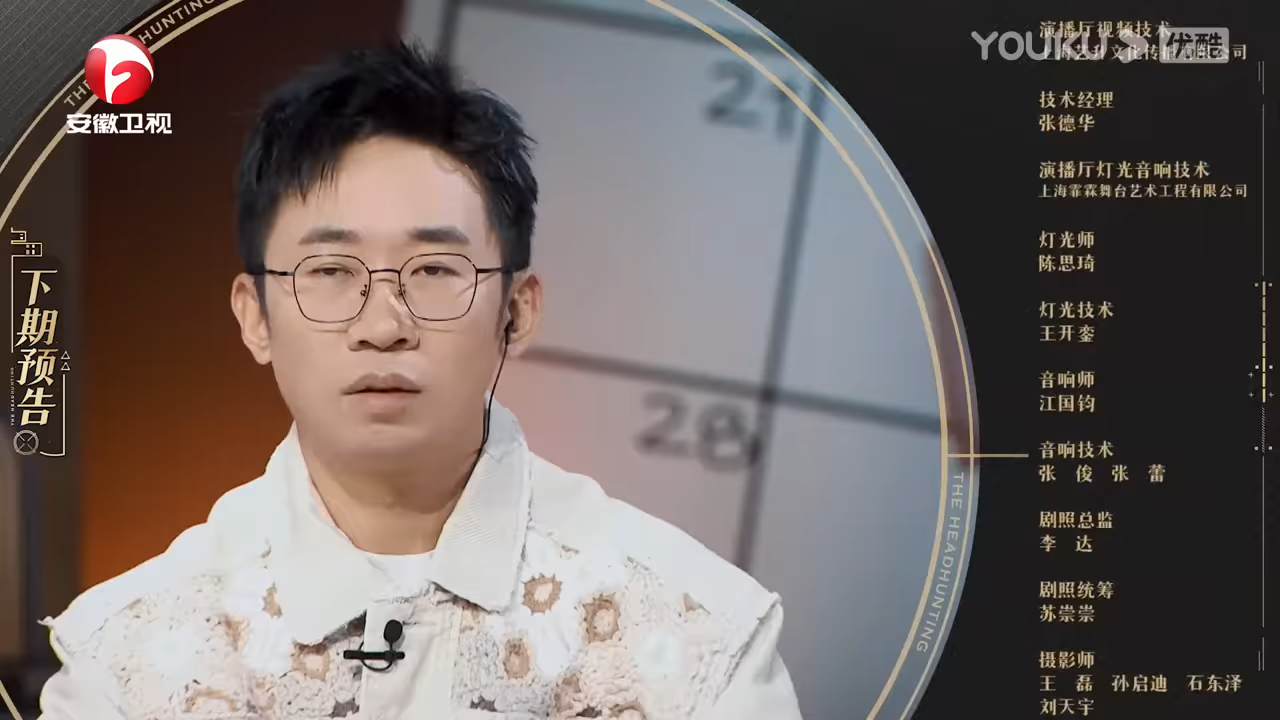 THE HEADHUNTING
安徽卫视
YOUKU 优酷
下期预告
THE HEADHUNTING
21
28
THE HEADHUNTING
演播厅视频技术
技术经理
张德华
演播厅灯光音响技术
上海霏霖舞台艺术工程有限公司
灯光师
陈思琦
灯光技术
王开銮
音响师
江国钧
音响技术
张 俊 张 蕾
剧照总监
李 达
剧照统筹
苏崇崇
摄影师
王 磊 孙启迪 石东泽
刘天宇